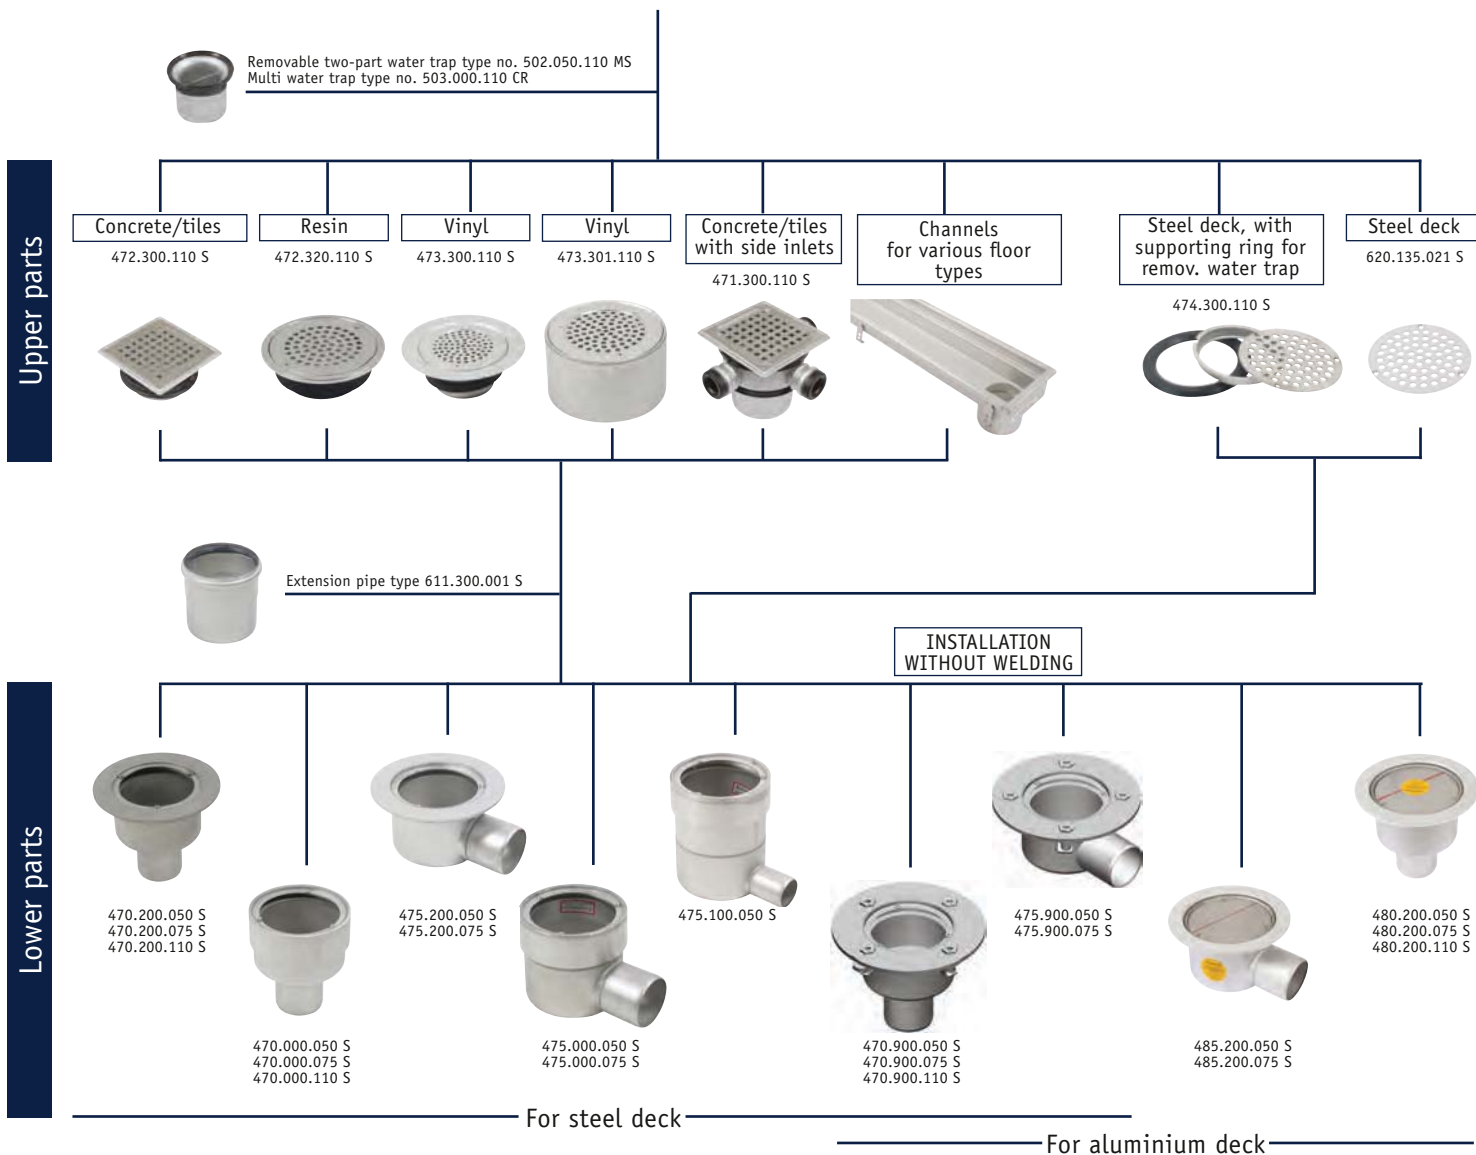 Removable two-part water trap type no. 502.050.110 MS
Multi water trap type no. 503.000.110 CR
Upper parts
Concrete/tiles
472.300.110 S
Resin
472.320.110 S
Vinyl
473.300.110 S
Vinyl
473.301.110 S
Concrete/tiles
with side inlets
471.300.110 S
Channels
for various floor
types
Steel deck, with
supporting ring for
remov. water trap
474.300.110 S
Steel deck
620.135.021 S
Extension pipe type 611.300.001 S
INSTALLATION
WITHOUT WELDING
Lower parts
470.200.050 S
470.200.075 S
470.200.110 S
470.000.050 S
470.000.075 S
470.000.110 S
475.200.050 S
475.200.075 S
475.000.050 S
475.000.075 S
475.100.050 S
470.900.050 S
470.900.075 S
470.900.110 S
475.900.050 S
475.900.075 S
485.200.050 S
485.200.075 S
480.200.050 S
480.200.075 S
480.200.110 S
For steel deck
For aluminium deck